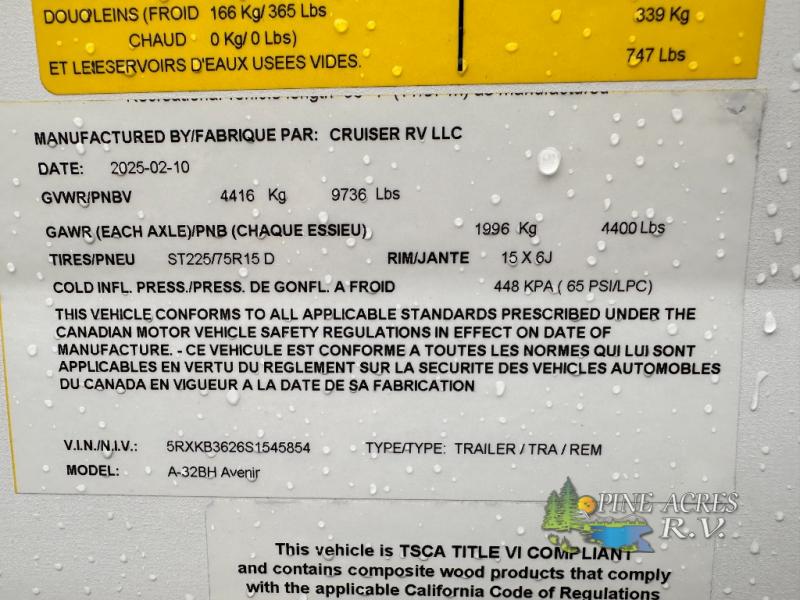 DOUQLEINS (FROID 166 Kg/ 365 Lbs 339 Kg
CHAUD 0 Kg/ 0 Lbs) 747 Lbs
ET LEIESERVOIRS D'EAUX USEES VIDES.
MANUFACTURED BY/FABRIQUE PAR: CRUISER RV LLC
DATE: 2025-02-10
GVWR/PNBV 4416 Kg 9736 Lbs
GAWR (EACH AXLE)/PNB (CHAQUE ESSIEU) 1996 Kg 4400 Lbs
TIRES/PNEU ST225/75R15 D RIM/JANTE 15 X 6J
COLD INFL. PRESS./PRESS. DE GONFL. A FROID 448 KPA ( 65 PSI/LPC)
THIS VEHICLE CONFORMS TO ALL APPLICABLE STANDARDS PRESCRIBED UNDER THE
CANADIAN MOTOR VEHICLE SAFETY REGULATIONS IN EFFECT ON DATE OF
MANUFACTURE. - CE VEHICULE EST CONFORME A TOUTES LES NORMES QUI LUI SONT
APPLICABLES EN VERTU DU REGLEMENT SUR LA SECURITE DES VEHICLES AUTOMOBLES
DU CANADA EN VIGUEUR A LA DATE DE SA FABRICATION
V.I.N./N.I.V.: 5RXKB3626S1545854 TYPE/TYPE: TRAILER / TRA / REM
MODEL: A-32BH Avenir
PINE ACRES
R.V.
This vehicle is TSCA TITLE VI COMPLIANT
and contains composite wood products that comply
with the applicable California Code of Regulations